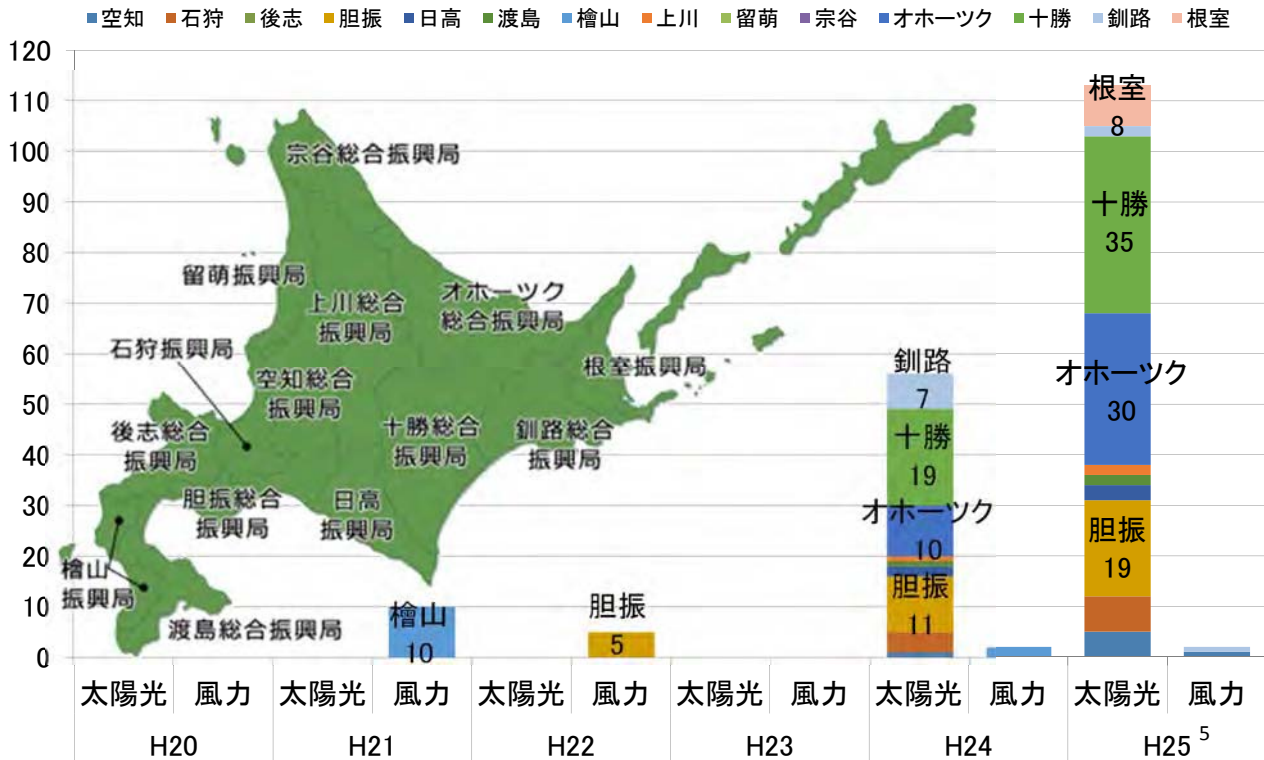 空知 石狩 後志 胆振 日高 渡島 檜山 上川 留萌 宗谷 オホーツク 十勝 釧路 根室
120
110
100
90
80
70
60
50
40
30
20
10
0
宗谷総合振興局
留萌振興局
上川総合
振興局
オホーツク
総合振興局
石狩振興局
空知総合
振興局
根室振興局
後志総合
振興局
十勝総合
振興局
釧路総合
振興局
胆振総合
振興局
日高
振興局
檜山
振興局
渡島総合振興局
檜山
10
胆振
5
釧路
7
十勝
19
オホーツク
10
胆振
11
根室
8
十勝
35
オホーツク
30
胆振
19
太陽光 風力 太陽光 風力 太陽光 風力 太陽光 風力 太陽光 風力 太陽光 風力
H20 H21 H22 H23 H24 H25 5